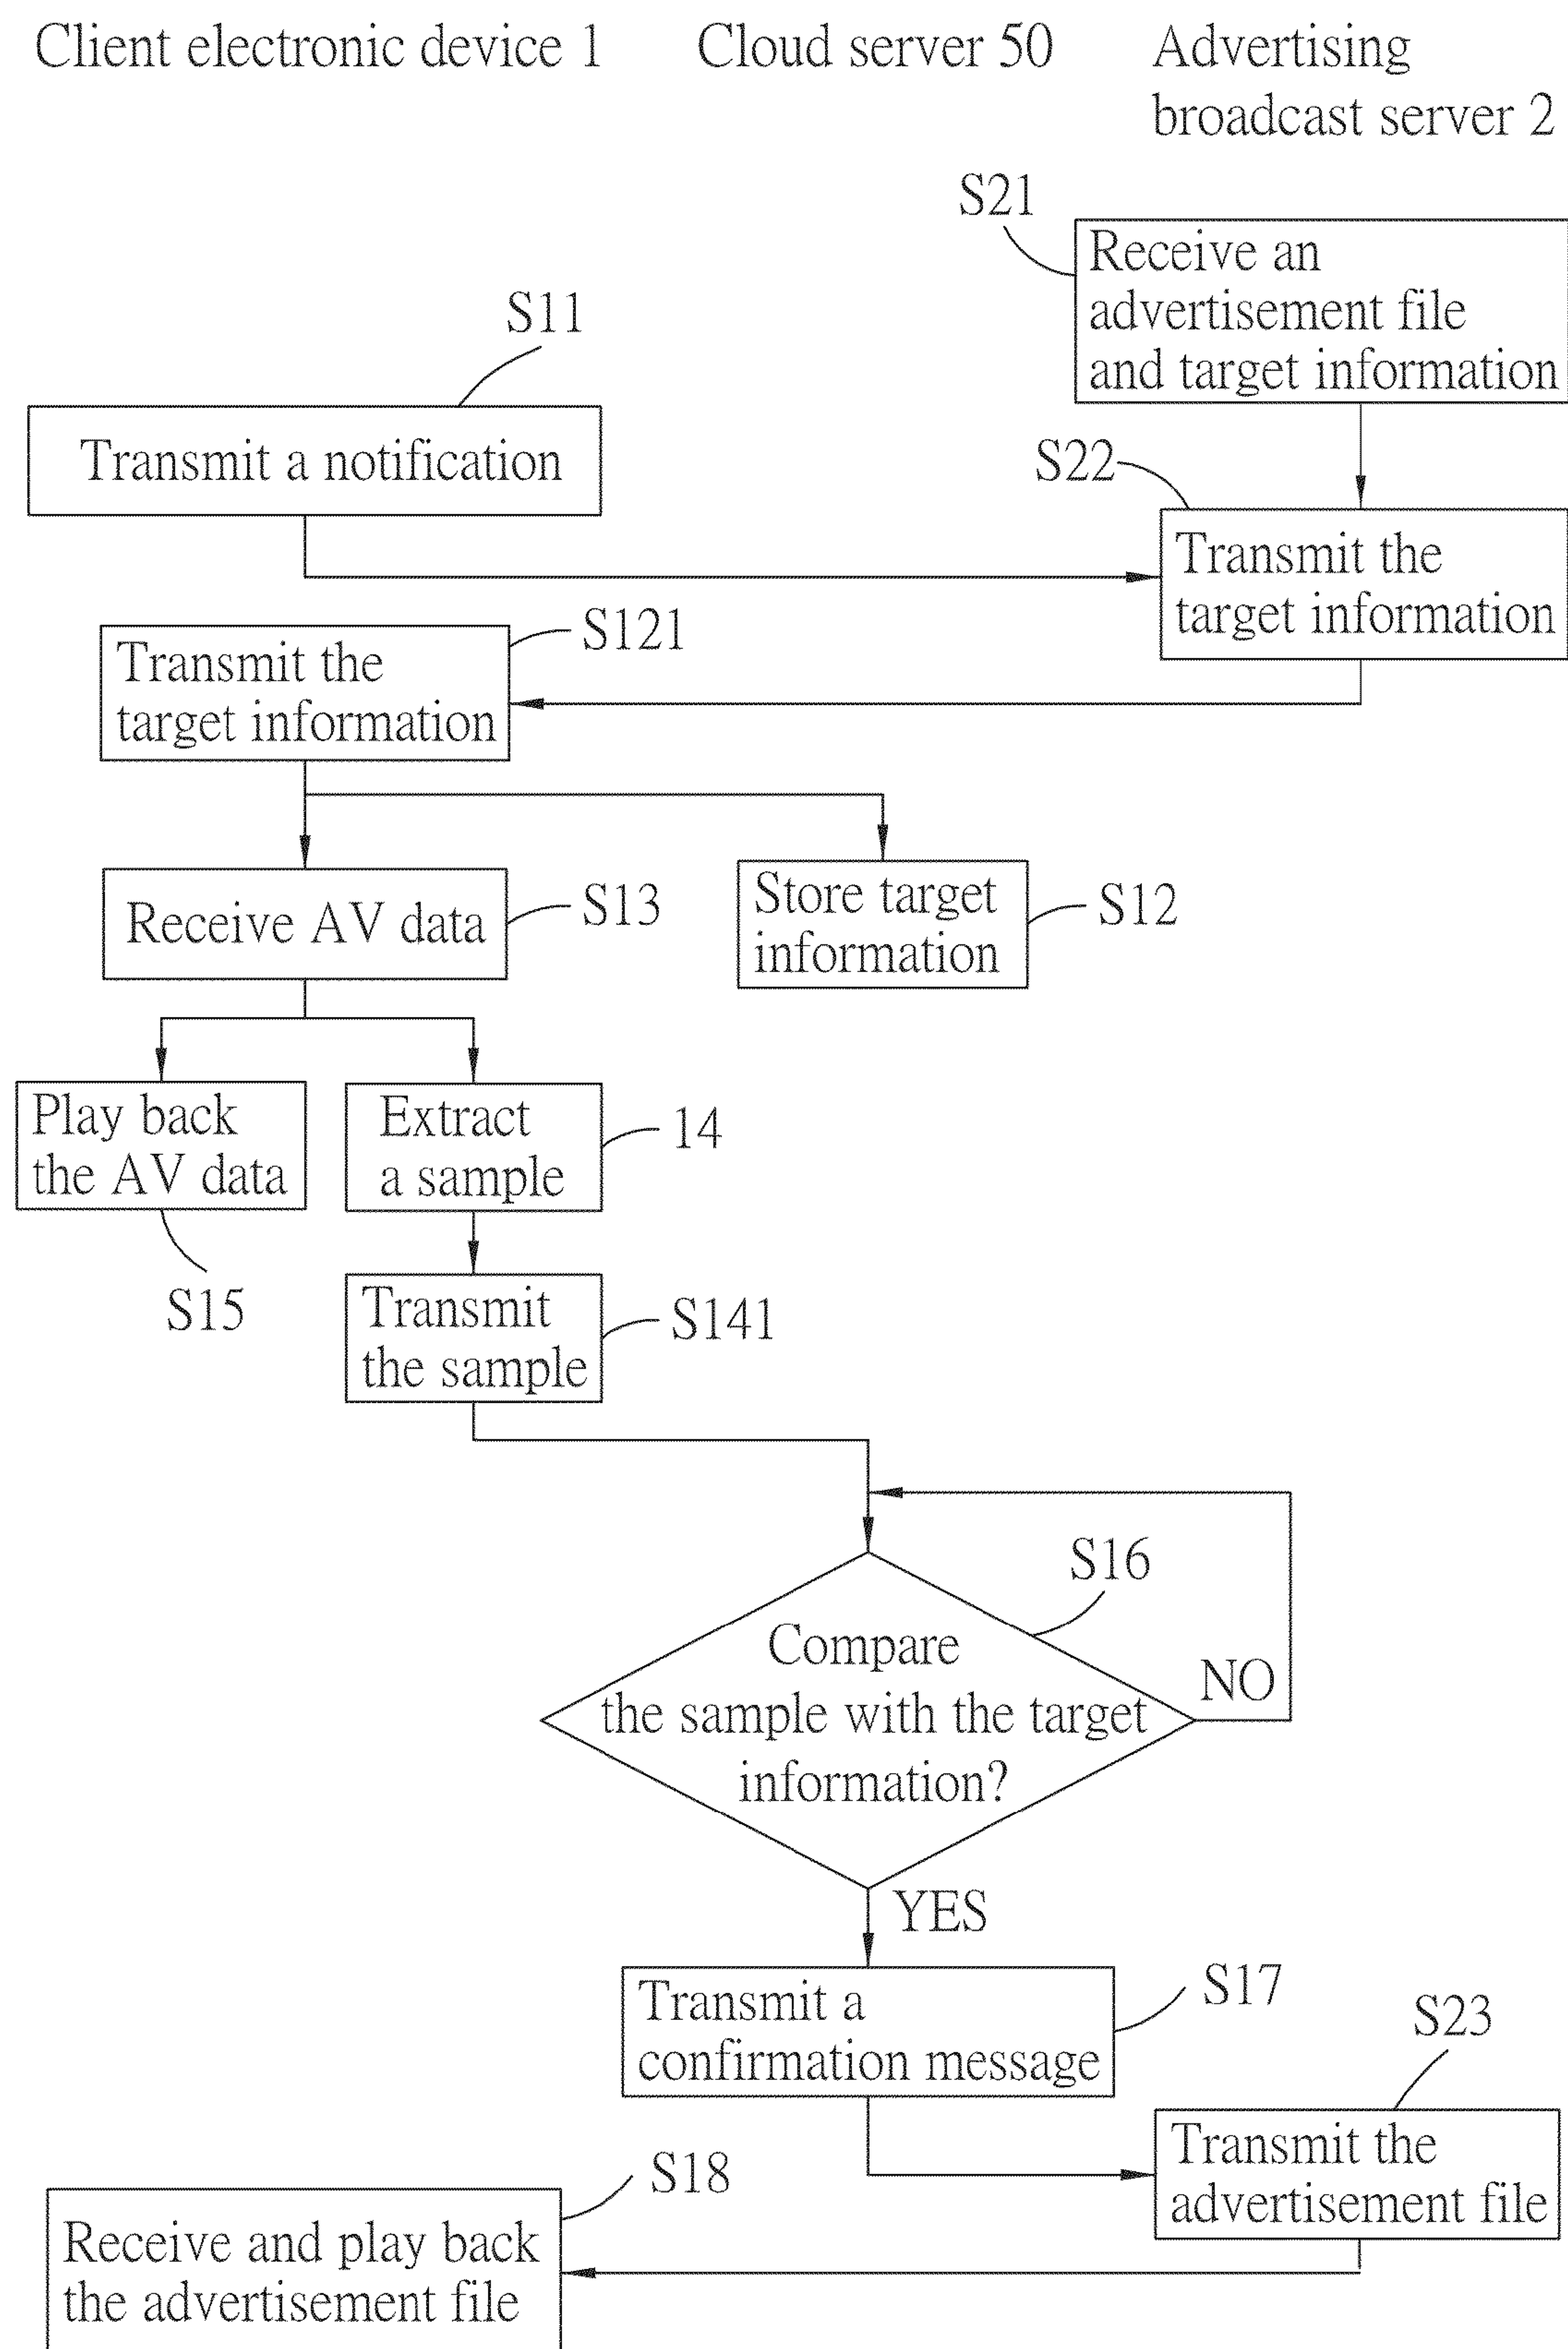 Client electronic device 1
Cloud server 50
Advertising
broadcast server 2
S21
Receive an
advertisement file
and target information
S11
Transmit a notification
S22
Transmit the
target information
S121
Transmit the
target information
Receive AV data
S13
Store target
information
S12
Play back
the AV data
Extract
a sample
14
S15
Transmit
the sample
S141
S16
Compare
the sample with the target
information?
NO
YES
Transmit a
confirmation message
S17
S23
Transmit the
advertisement file
S18
Receive and play back
the advertisement file